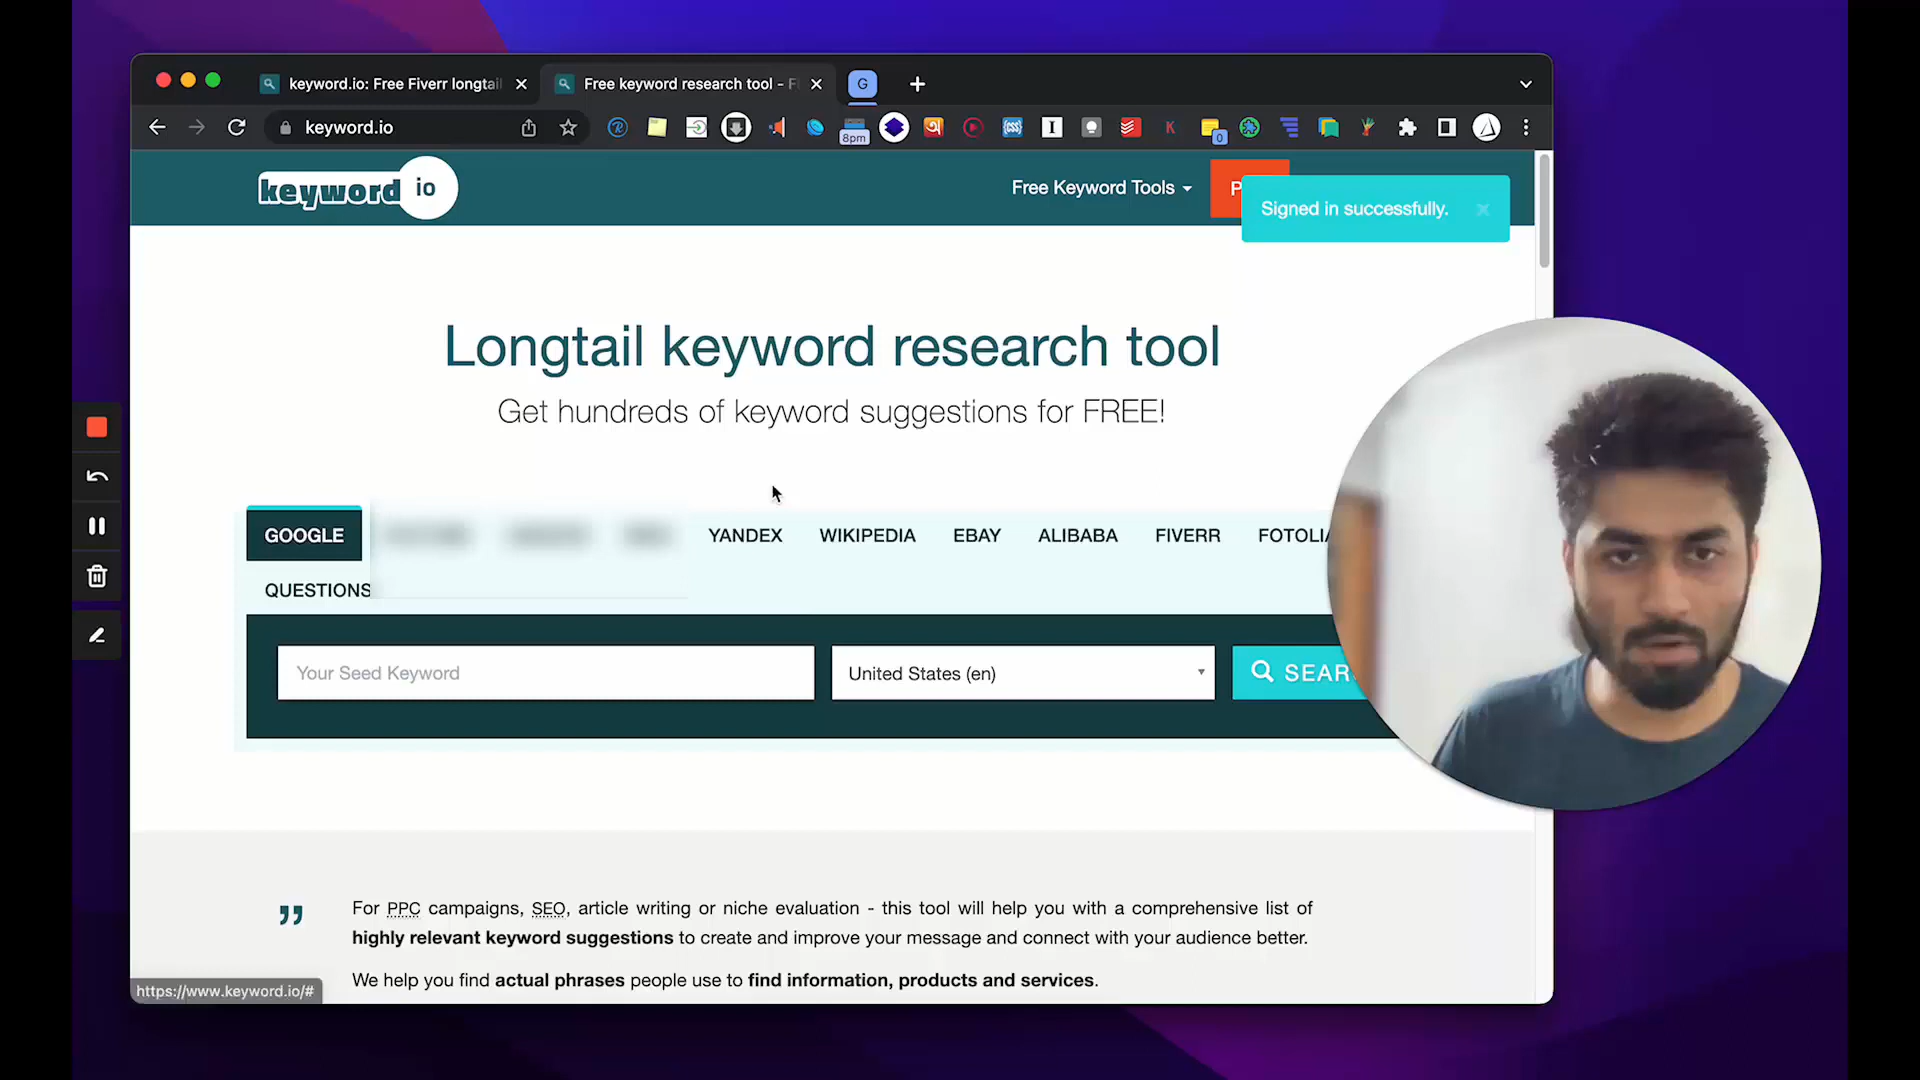 keyword.io: Free Fiverr longtail
Free keyword research tool - F
G
keyword.io
8pm
0
keyword io
Free Keyword Tools
P
Signed in successfully.
Longtail keyword research tool
Get hundreds of keyword suggestions for FREE!
GOOGLE
YANDEX
WIKIPEDIA
EBAY
ALIBABA
FIVERR
FOTOLIA
QUESTIONS
Your Seed Keyword
United States (en)
SEAR
For PPC campaigns, SEO, article writing or niche evaluation - this tool will help you with a comprehensive list of
highly relevant keyword suggestions to create and improve your message and connect with your audience better.
We help you find actual phrases people use to find information, products and services.
https://www.keyword.io/#